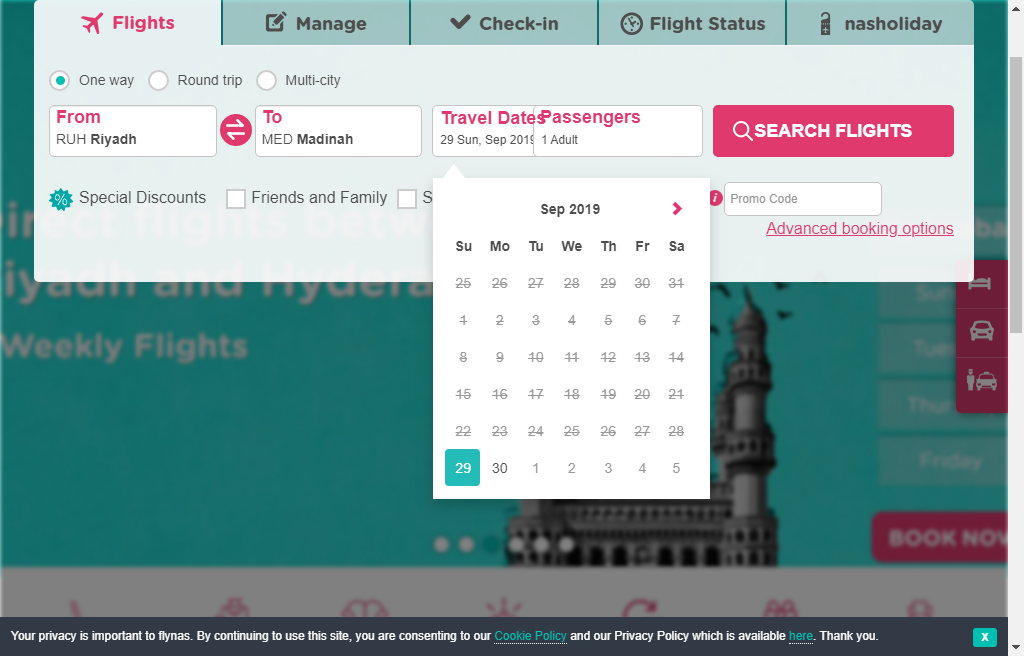 Flights
Manage
Check-in
Flight Status
nasholiday
One way
Round trip
Multi-city
From
RUH Riyadh
To
MED Madinah
Travel Dates
29 Sun, Sep 2019
Passengers
1 Adult
SEARCH FLIGHTS
Special Discounts
Friends and Family
S
Promo Code
Advanced booking options
Sep 2019
Su Mo Tu We Th Fr Sa
25 26 27 28 29 30 31
1 2 3 4 5 6 7
8 9 10 11 12 13 14
15 16 17 18 19 20 21
22 23 24 25 26 27 28
29 30 1 2 3 4 5
Direct flights betw
iyadh and Hydera
Weekly Flights
Sun
Tues
Thur
Friday
BOOK NOW
Your privacy is important to flynas. By continuing to use this site, you are consenting to our Cookie Policy and our Privacy Policy which is available here. Thank you.
X